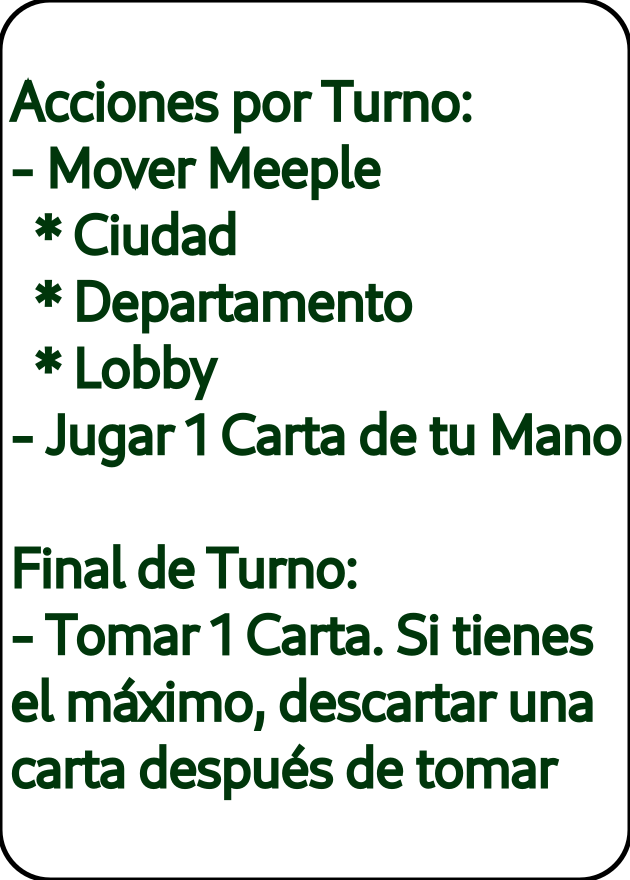 Acciones por Turno:
- Mover Meeple
* Ciudad
* Departamento
* Lobby
- Jugar 1 Carta de tu Mano
Final de Turno:
- Tomar 1 Carta. Si tienes
el máximo, descartar una
carta después de tomar